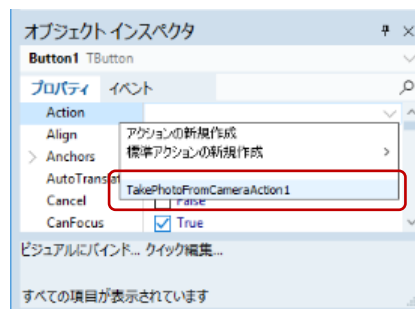 オブジェクト インスペクタ
Button1 TButton
プロパティ イベント
Action
Align
アクションの新規作成
Anchors
標準アクションの新規作成
AutoTranslat
TakePhotoFromCameraAction1
Cancel False
CanFocus True
ビジュアルにバインド... クイック編集...
すべての項目が表示されています